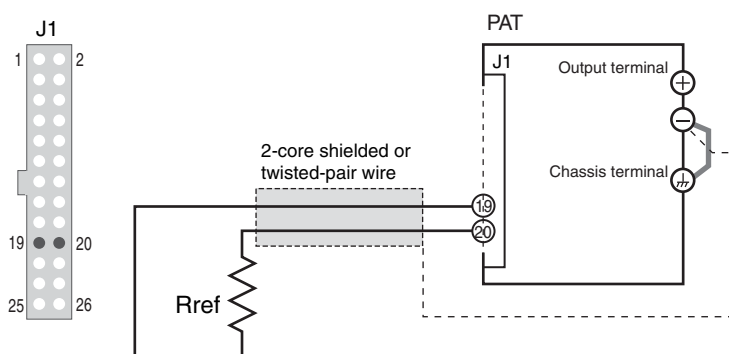 J1
1
2
19
20
25
26
PAT
J1
Output terminal
Chassis terminal
2-core shielded or
twisted-pair wire
19
20
Rref